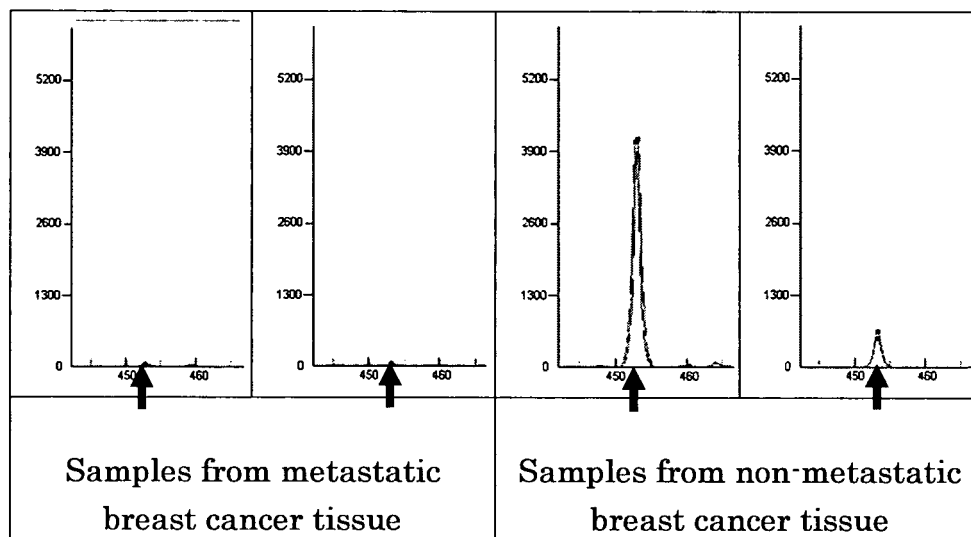 5200 5200 5200 5200
3900 3900 3900 3900
2600 2600 2600 2600
1300 1300 1300 1300
0 0 0 0
450 460 450 460 450 460 450 460
Samples from metastatic
breast cancer tissue
Samples from non-metastatic
breast cancer tissue